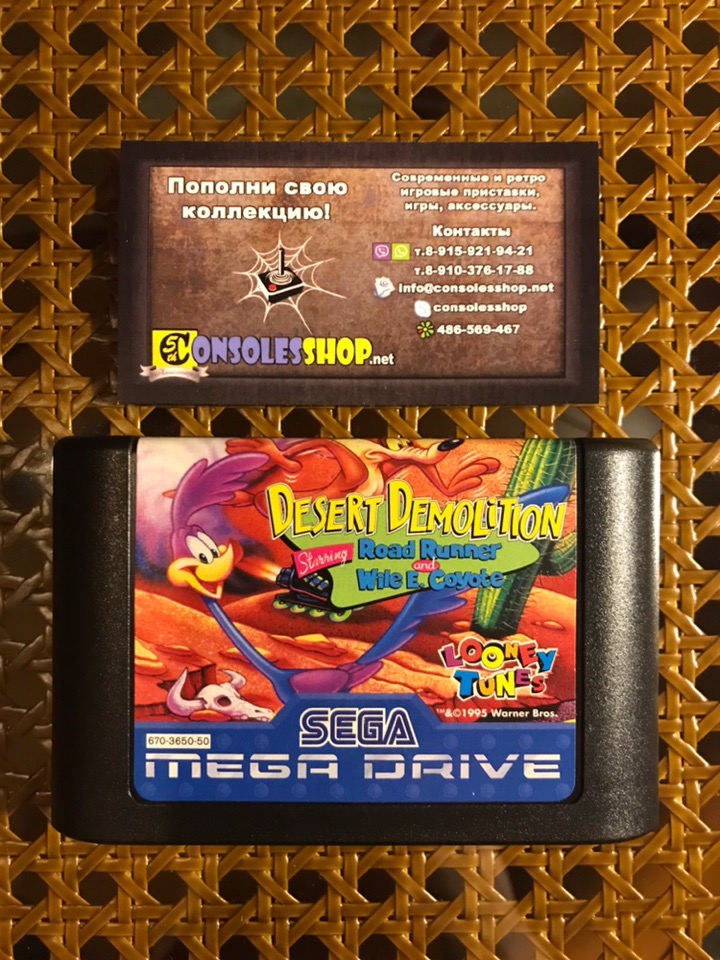 Пополни свою
коллекцию!
Современные и ретро
игровые приставки,
игры, аксессуары.
Контакты
т.8-915-921-94-21
т.8-910-376-17-88
info@consolesshop.net
consolesshop
486-569-467
CONSOLESSHOP.net
DESERT DEMOLITION
Starring
Road Runner
and
Wile E. Coyote
LOONEY
TUNES
™&©1995 Warner Bros.
SEGA
670-3650-50
MEGA DRIVE